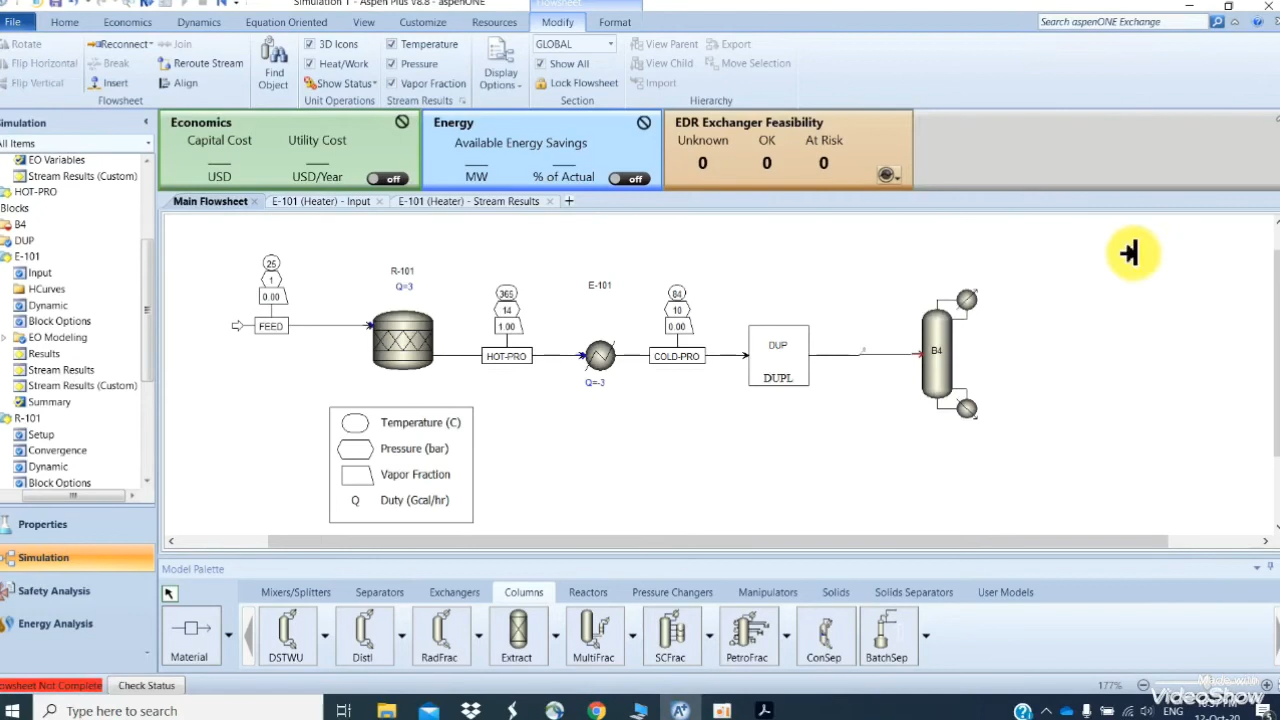 Simulation 1 - Aspen Plus V8.8 - aspenONE
Flowsheet
File
Home
Economics
Dynamics
Equation Oriented
View
Customize
Resources
Modify
Format
Search aspenONE Exchange
Rotate
Reconnect
Join
Flip Horizontal
Break
Reroute Stream
Flip Vertical
Insert
Align
Flowsheet
Find
Object
3D Icons
Heat/Work
Show Status
Unit Operations
Temperature
Pressure
Vapor Fraction
Stream Results
Display
Options
GLOBAL
Show All
Lock Flowsheet
Section
View Parent
Export
View Child
Move Selection
Import
Hierarchy
Simulation
All Items
EO Variables
Stream Results (Custom)
HOT-PRO
Blocks
B4
DUP
E-101
Input
HCurves
Dynamic
Block Options
EO Modeling
Results
Stream Results
Stream Results (Custom)
Summary
R-101
Setup
Convergence
Dynamic
Block Options
Properties
Simulation
Safety Analysis
Energy Analysis
Economics
Capital Cost
Utility Cost
USD
USD/Year
off
Energy
Available Energy Savings
MW
% of Actual
off
EDR Exchanger Feasibility
Unknown
OK
At Risk
0
0
0
Main Flowsheet
E-101 (Heater) - Input
E-101 (Heater) - Stream Results
25
1
0.00
FEED
R-101
Q=3
365
14
1.00
HOT-PRO
E-101
Q=-3
84
10
0.00
COLD-PRO
DUP
DUPL
B4
Temperature (C)
Pressure (bar)
Vapor Fraction
Q
Duty (Gcal/hr)
Model Palette
Mixers/Splitters
Separators
Exchangers
Columns
Reactors
Pressure Changers
Manipulators
Solids
Solids Separators
User Models
Material
DSTWU
Distl
RadFrac
Extract
MultiFrac
SCFrac
PetroFrac
ConSep
BatchSep
Flowsheet Not Complete
Check Status
177%
Made with
VideoShow
Type here to search
ENG